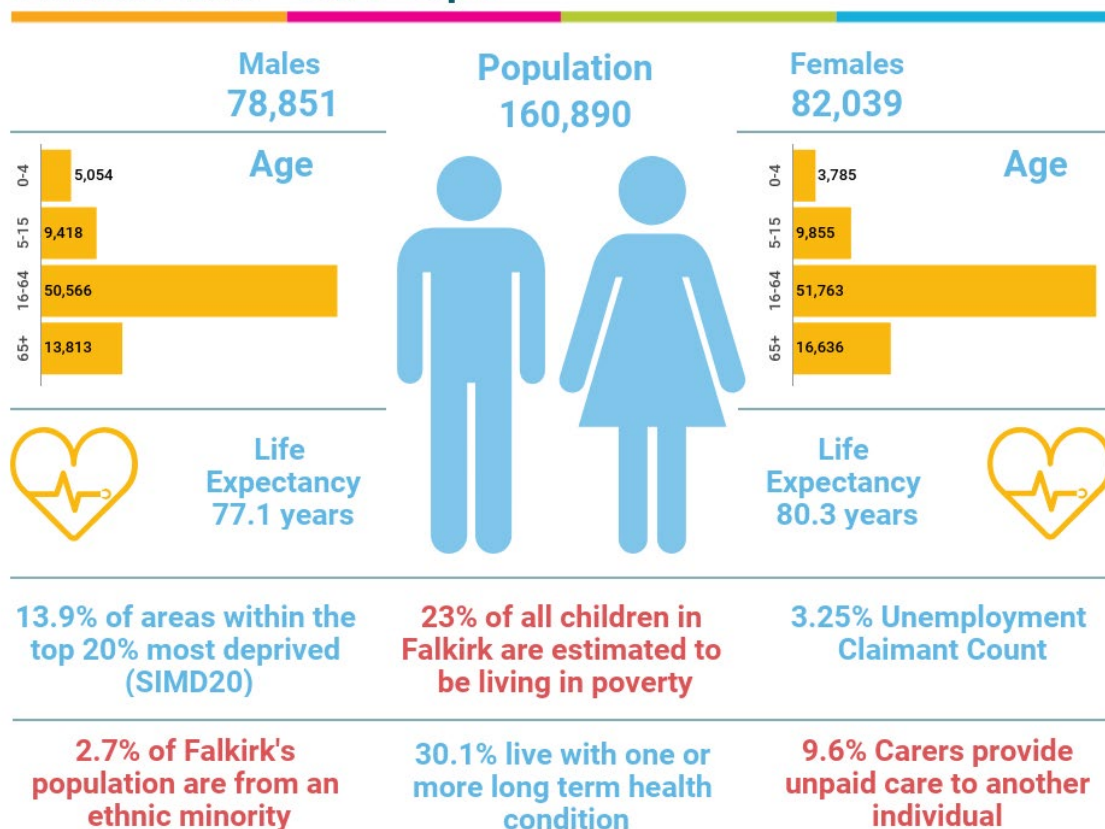 Males
78,851
Population
160,890
Females
82,039
Age
0-4
5,054
5-15
9,418
16-64
50,566
65+
13,813
Age
0-4
3,785
5-15
9,855
16-64
51,763
65+
16,636
Life
Expectancy
77.1 years
Life
Expectancy
80.3 years
13.9% of areas within the
top 20% most deprived
(SIMD20)
23% of all children in
Falkirk are estimated to
be living in poverty
3.25% Unemployment
Claimant Count
2.7% of Falkirk's
population are from an
ethnic minority
30.1% live with one or
more long term health
condition
9.6% Carers provide
unpaid care to another
individual